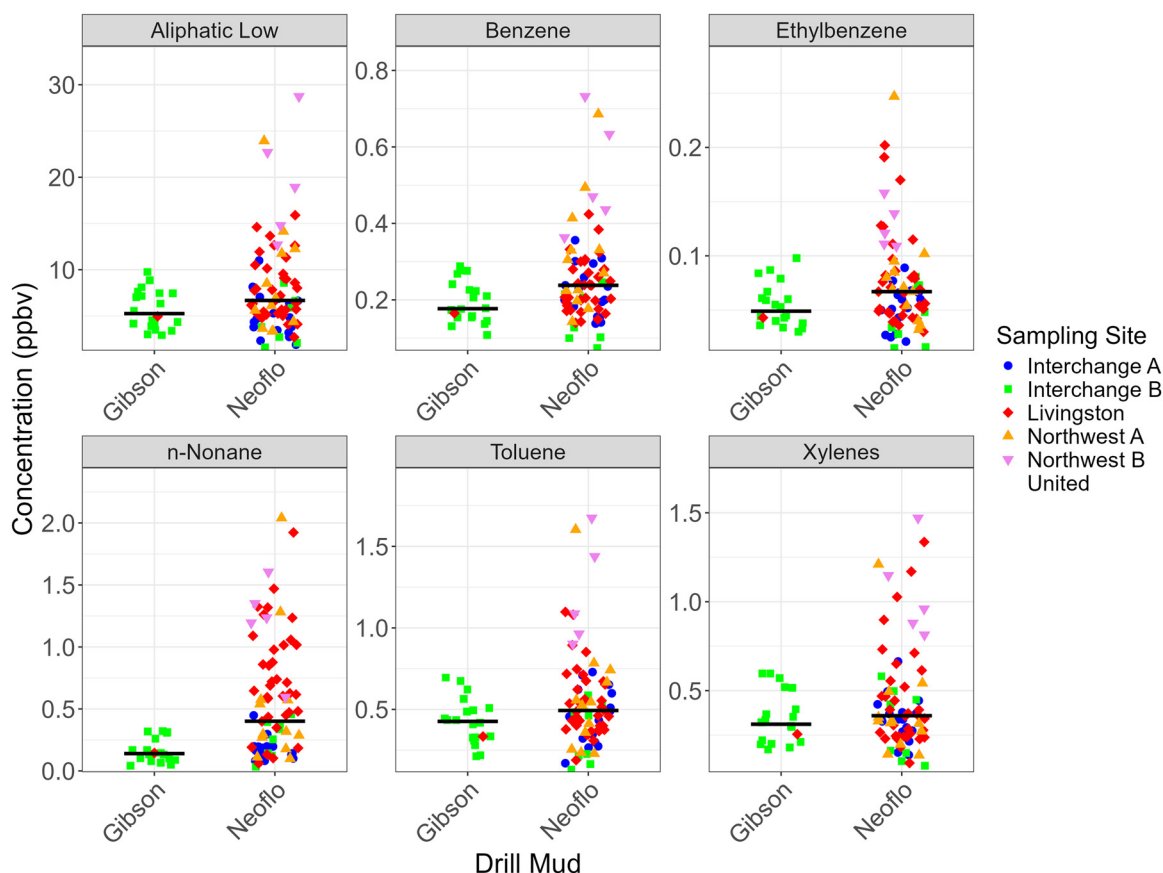 Aliphatic Low
Benzene
Ethylbenzene
30
20
10
0.8
0.6
0.4
0.2
0.2
0.1
Gibson
Neoflo
Gibson
Neoflo
Gibson
Neoflo
n-Nonane
Toluene
Xylenes
2.0
1.5
1.0
0.5
0.0
1.5
1.0
0.5
1.5
1.0
0.5
Gibson
Neoflo
Gibson
Neoflo
Gibson
Neoflo
Concentration (ppbv)
Drill Mud
Sampling Site
Interchange A
Interchange B
Livingston
Northwest A
Northwest B
United